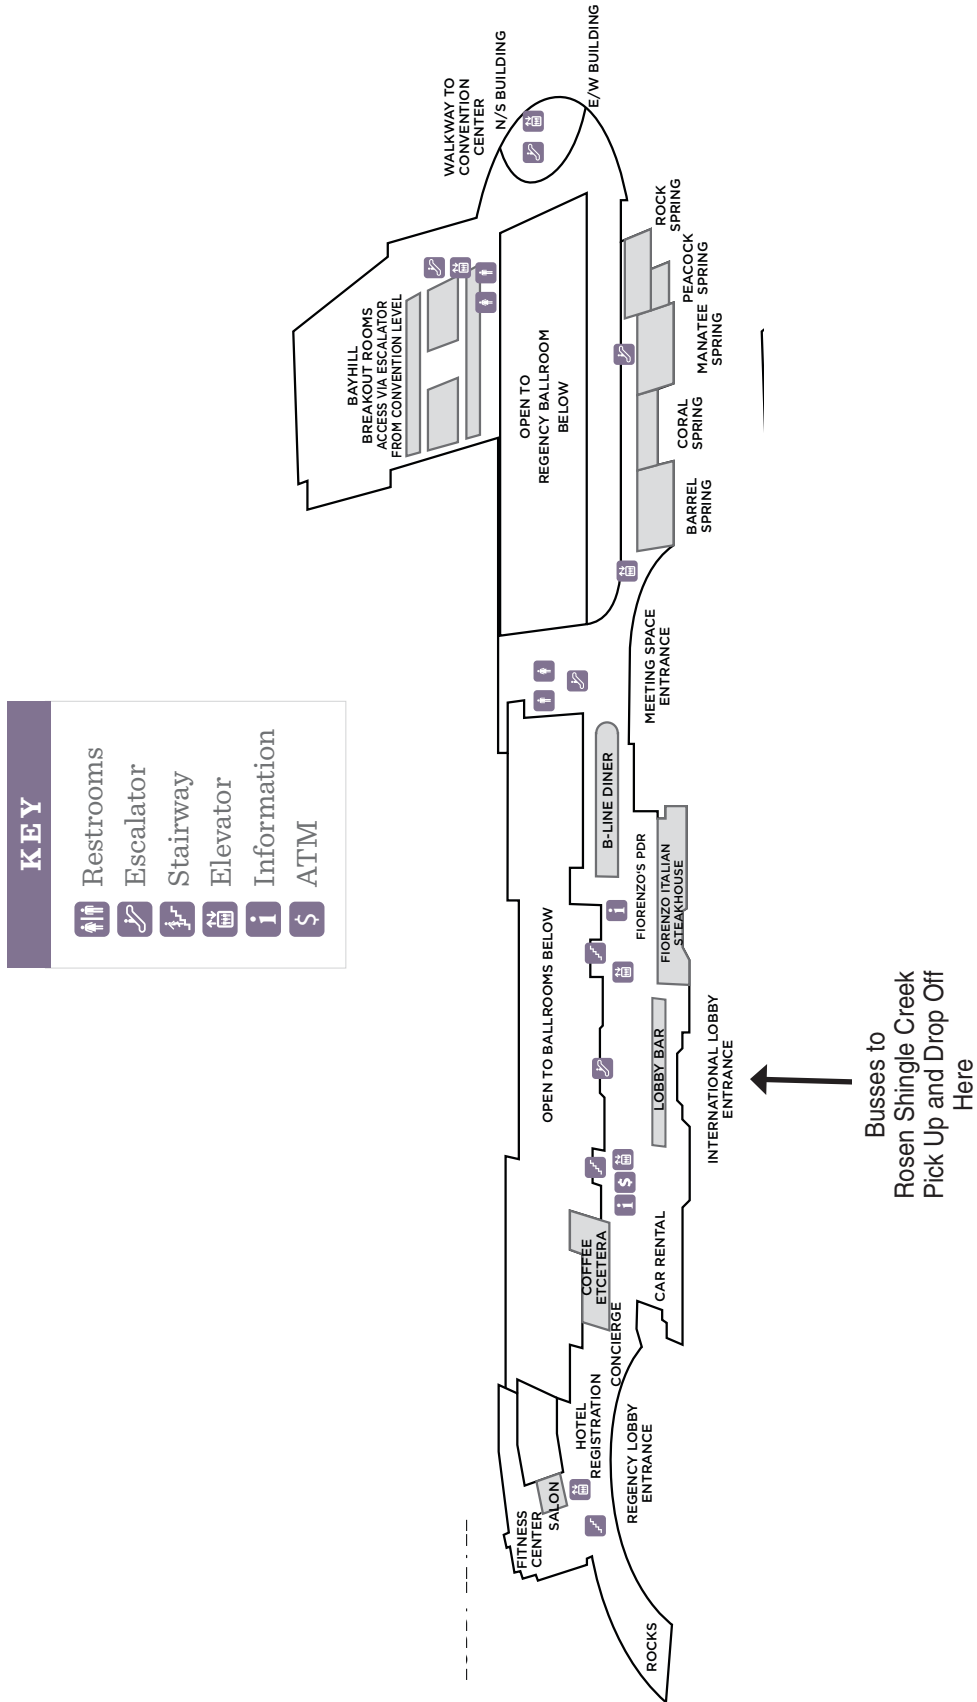 KEY
Restrooms
Escalator
Stairway
Elevator
Information
ATM
WALKWAY TO
CONVENTION
CENTER
N/S BUILDING
E/W BUILDING
BAYHILL
BREAKOUT ROOMS
ACCESS VIA ESCALATOR
FROM CONVENTION LEVEL
OPEN TO
REGENCY BALLROOM
BELOW
ROCK
SPRING
PEACOCK
SPRING
MANATEE
SPRING
CORAL
SPRING
BARREL
SPRING
MEETING SPACE
ENTRANCE
B-LINE DINER
FIORENZO'S PDR
FIORENZO ITALIAN
STEAKHOUSE
OPEN TO BALLROOMS BELOW
LOBBY BAR
INTERNATIONAL LOBBY
ENTRANCE
Busses to
Rosen Shingle Creek
Pick Up and Drop Off
Here
COFFEE
ETCETERA
CAR RENTAL
CONCIERGE
HOTEL
REGISTRATION
REGENCY LOBBY
ENTRANCE
SALON
FITNESS
CENTER
ROCKS